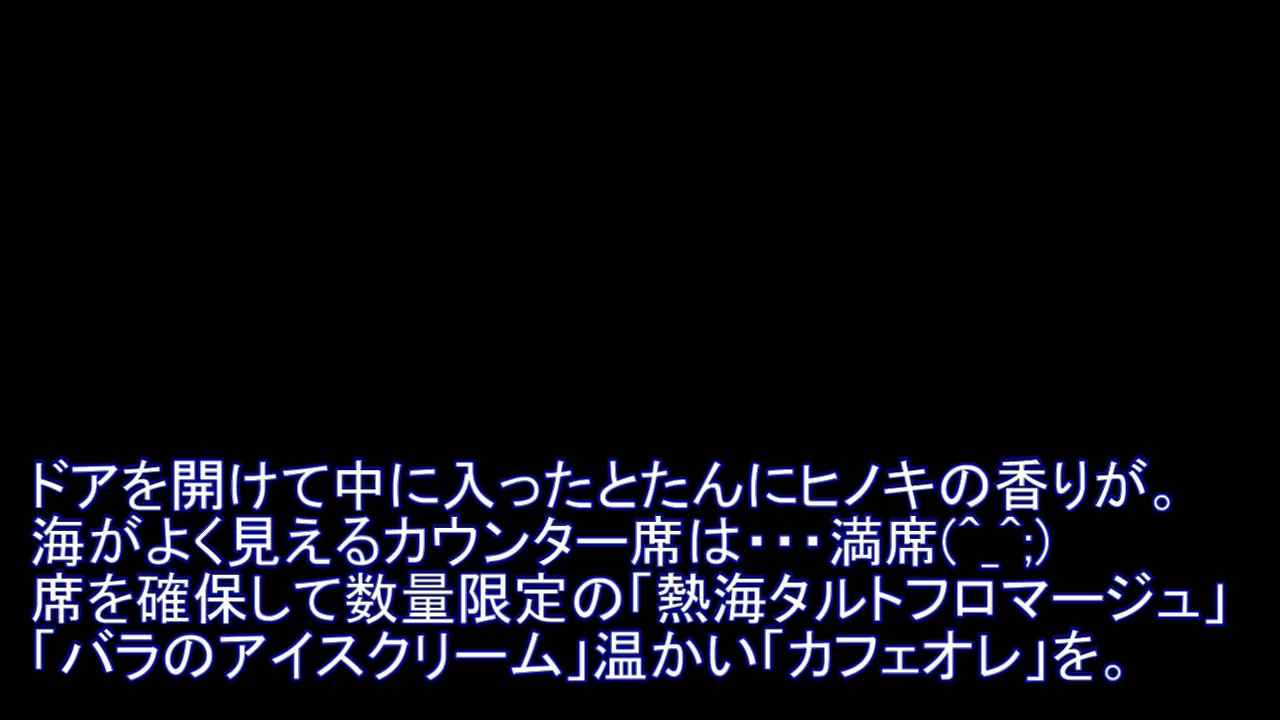 ドアを開けて中に入ったとたんにヒノキの香りが。
海がよく見えるカウンター席は・・・満席(^_^;)
席を確保して数量限定の「熱海タルトフロマージュ」
「バラのアイスクリーム」温かい「カフェオレ」を。